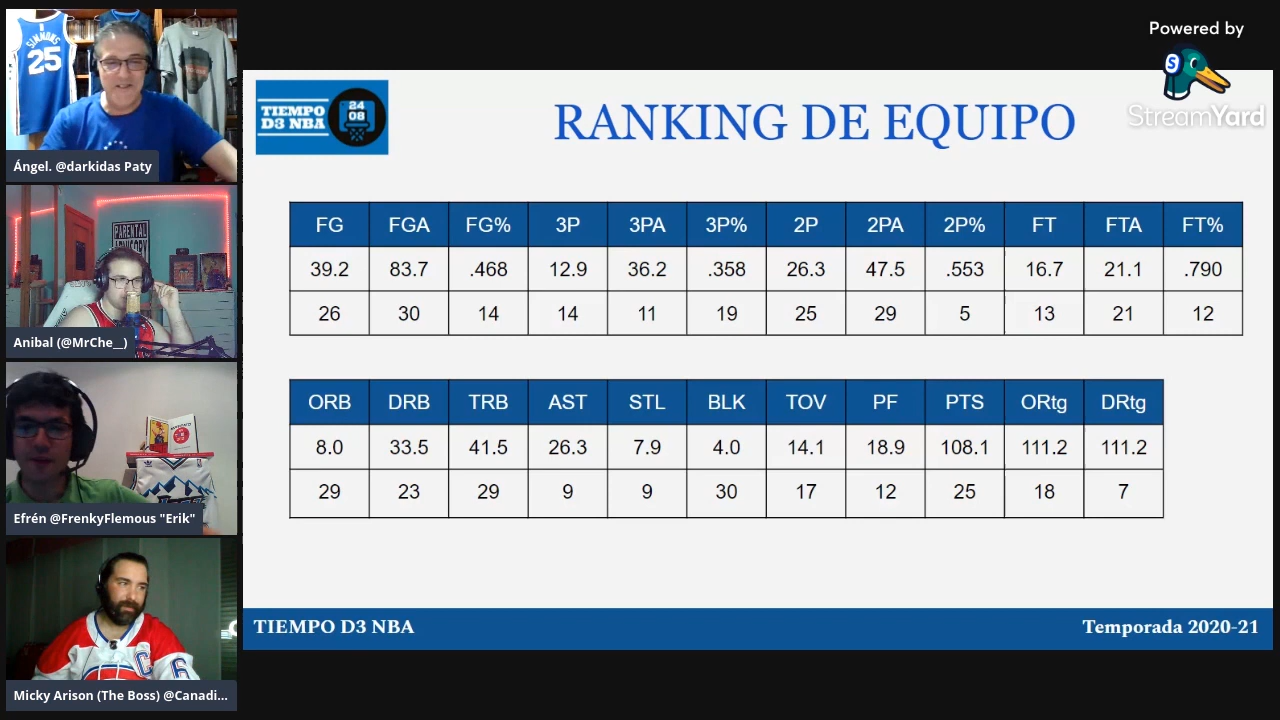 SIMMONS
25
Ángel. @darkidas Paty
PARENTAL
ADVISORY
Anibal (@MrChe__)
Efrén @FrenkyFlemous "Erik"
C
6
Micky Arison (The Boss) @Canadi...
Powered by
S
StreamYard
TIEMPO
D3 NBA
24
08
RANKING DE EQUIPO
FG FGA FG% 3P 3PA 3P% 2P 2PA 2P% FT FTA FT%
39.2 83.7 .468 12.9 36.2 .358 26.3 47.5 .553 16.7 21.1 .790
26 30 14 14 11 19 25 29 5 13 21 12
ORB DRB TRB AST STL BLK TOV PF PTS ORtg DRtg
8.0 33.5 41.5 26.3 7.9 4.0 14.1 18.9 108.1 111.2 111.2
29 23 29 9 9 30 17 12 25 18 7
TIEMPO D3 NBA
Temporada 2020-21